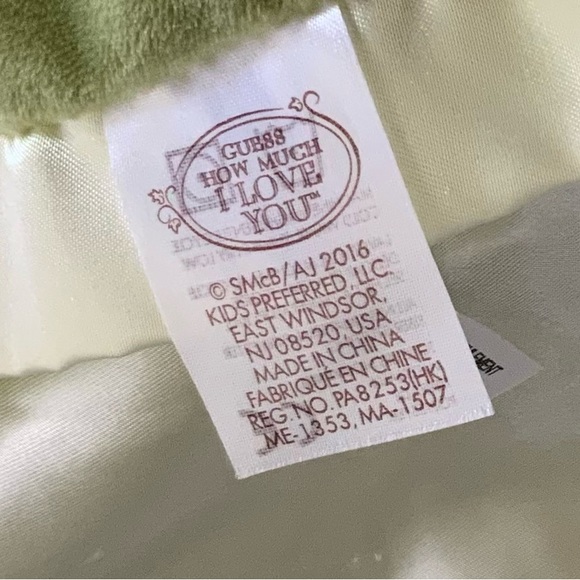 GUESS
HOW MUCH
I LOVE
YOU™
© SMcB/AJ 2016
KIDS PREFERRED, LLC.
EAST WINDSOR,
NJ 08520, USA
MADE IN CHINA
FABRIQUÉ EN CHINE
REG. NO. PA8253(HK)
ME-1353, MA-1507